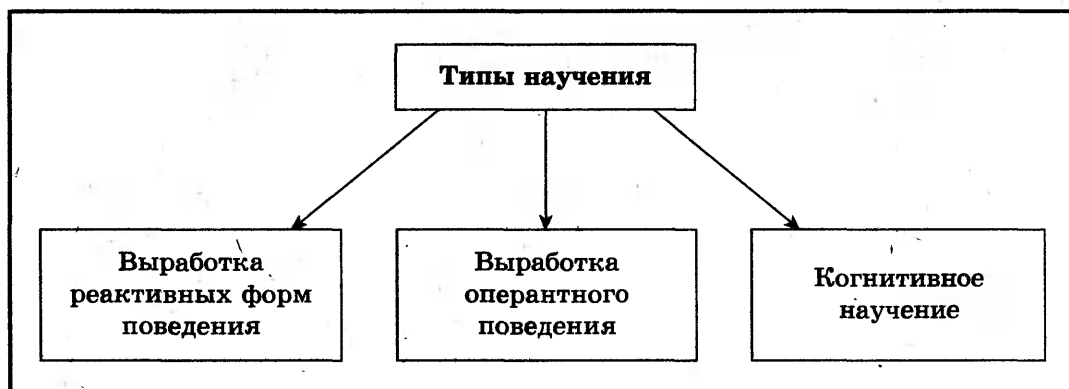 Типы научения
Выработка
реактивных форм
поведения
Выработка
оперантного
поведения
Когнитивное
научение